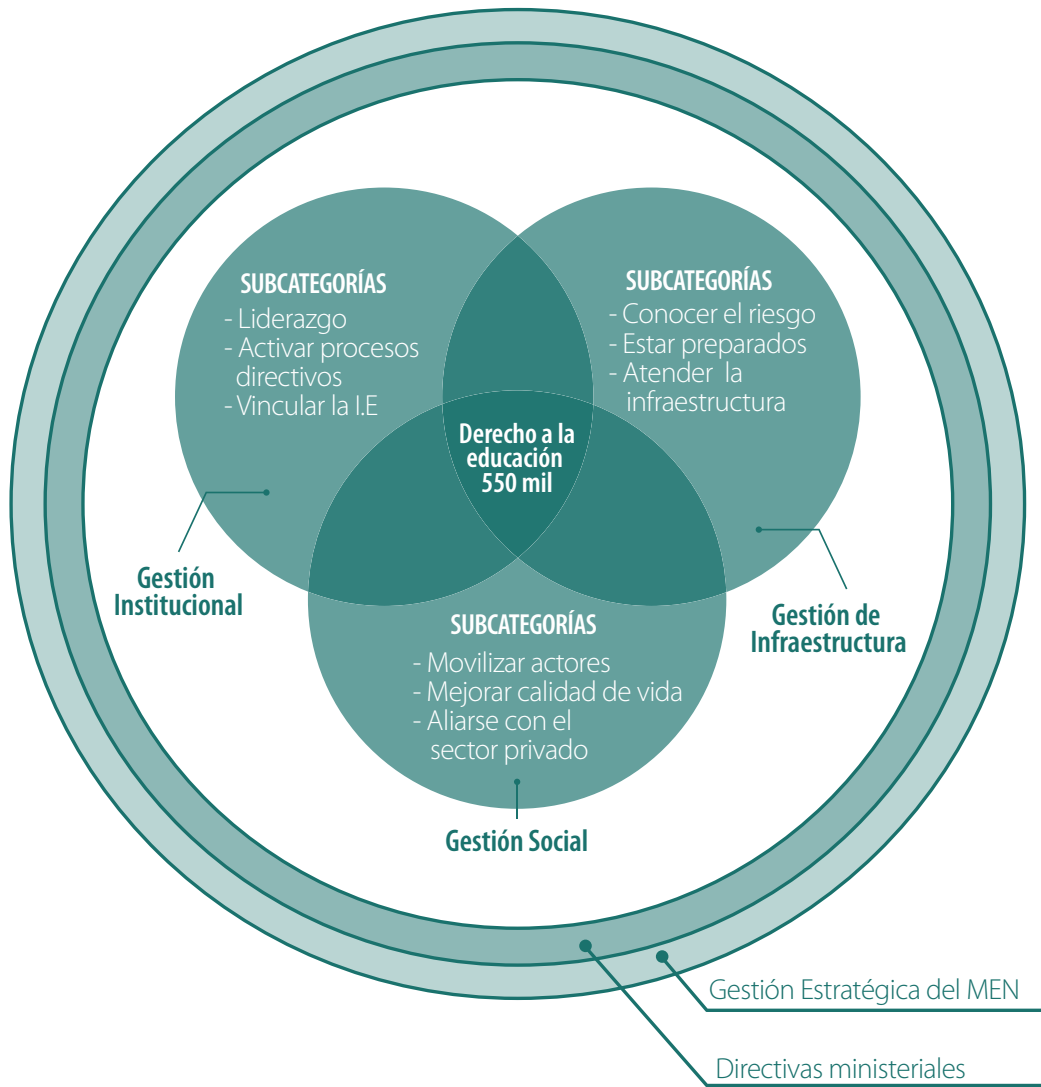 SUBCATEGORÍAS
- Liderazgo
- Activar procesos
directivos
- Vincular la I.E
SUBCATEGORÍAS
- Conocer el riesgo
- Estar preparados
- Atender la
infraestructura
Derecho a la
educación
550 mil
Gestión
Institucional
Gestión de
Infraestructura
SUBCATEGORÍAS
- Movilizar actores
- Mejorar calidad de vida
- Aliarse con el
sector privado
Gestión Social
Gestión Estratégica del MEN
Directivas ministeriales